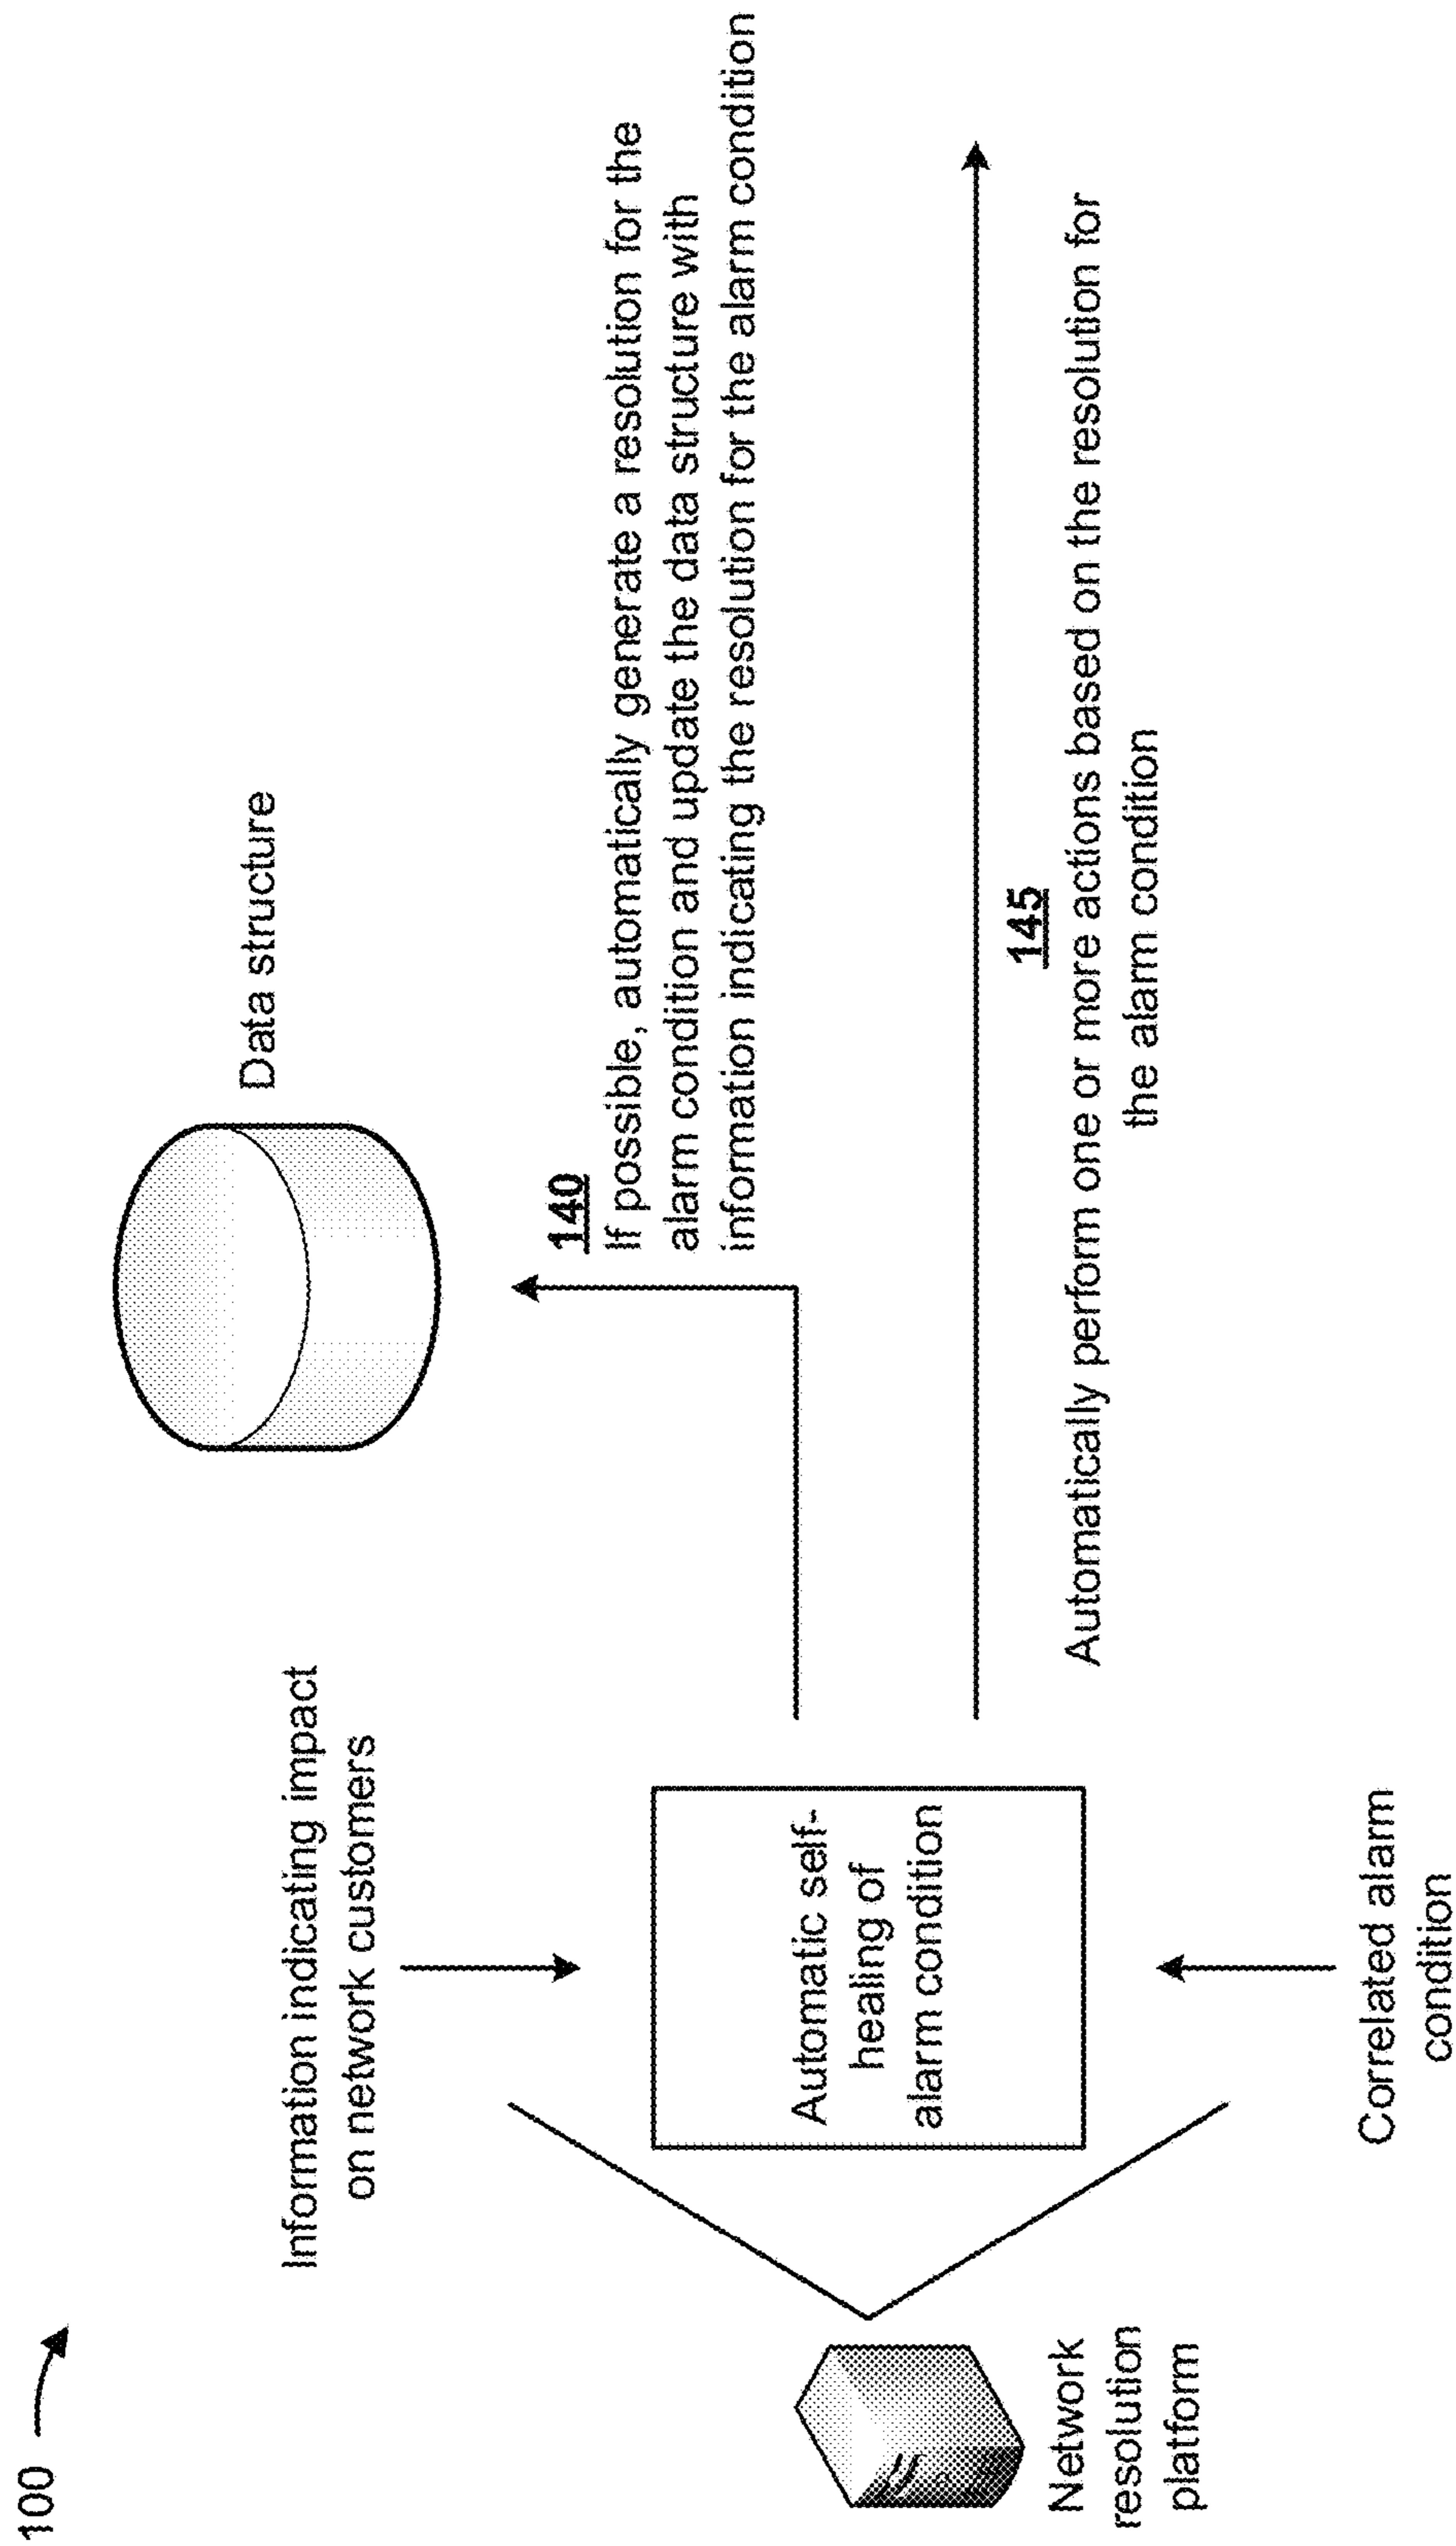 100
Information indicating impact
on network customers
Data structure
140
If possible, automatically generate a resolution for the
alarm condition and update the data structure with
information indicating the resolution for the alarm condition
Automatic self-
healing of
alarm condition
145
Automatically perform one or more actions based on the resolution for
the alarm condition
Network
resolution
platform
Correlated alarm
condition